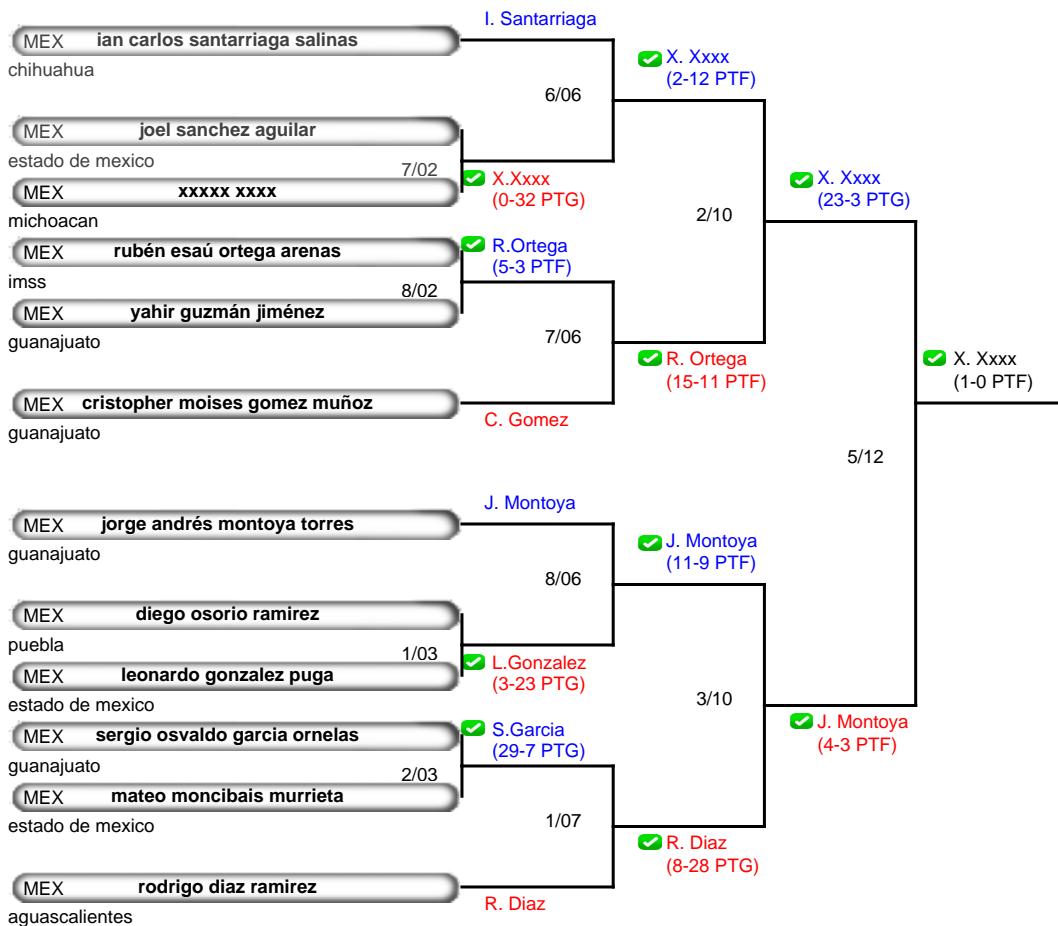 I. Santarriaga
MEX ian carlos santarriaga salinas
chihuahua
X. Xxxx
(2-12 PTF)
6/06
MEX joel sanchez aguilar
estado de mexico
7/02
X.Xxxx
(0-32 PTG)
MEX xxxxx xxxx
michoacan
X. Xxxx
(23-3 PTG)
2/10
MEX rubén esaú ortega arenas
imss
R.Ortega
(5-3 PTF)
8/02
MEX yahir guzmán jiménez
guanajuato
7/06
R. Ortega
(15-11 PTF)
X. Xxxx
(1-0 PTF)
MEX cristopher moises gomez muñoz
guanajuato
C. Gomez
5/12
J. Montoya
MEX jorge andrés montoya torres
guanajuato
J. Montoya
(11-9 PTF)
8/06
MEX diego osorio ramirez
puebla
1/03
L.Gonzalez
(3-23 PTG)
MEX leonardo gonzalez puga
estado de mexico
3/10
J. Montoya
(4-3 PTF)
MEX sergio osvaldo garcia ornelas
guanajuato
S.Garcia
(29-7 PTG)
2/03
MEX mateo moncibais murrieta
estado de mexico
1/07
R. Diaz
(8-28 PTG)
MEX rodrigo diaz ramirez
aguascalientes
R. Diaz